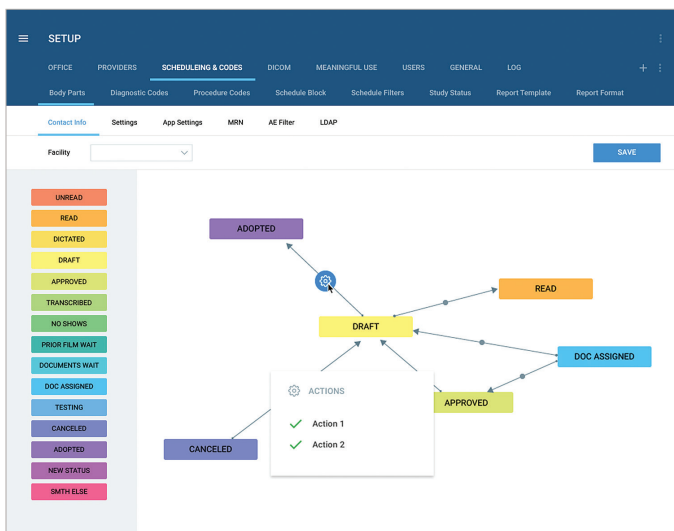 SETUP
OFFICE PROVIDERS SCHEDULEING & CODES DICOM MEANINGFUL USE USERS GENERAL LOG
Body Parts Diagnostic Codes Procedure Codes Schedule Block Schedule Filters Study Status Report Template Report Format
Contact Info Settings App Settings MRN AE Filter LDAP
Facility SAVE
UNREAD
READ
DICTATED
DRAFT
APPROVED
TRANSCRIBED
NO SHOWS
PRIOR FILM WAIT
DOCUMENTS WAIT
DOC ASSIGNED
TESTING
CANCELED
ADOPTED
NEW STATUS
SMTH ELSE
ADOPTED
READ
DRAFT
DOC ASSIGNED
APPROVED
CANCELED
ACTIONS
Action 1
Action 2